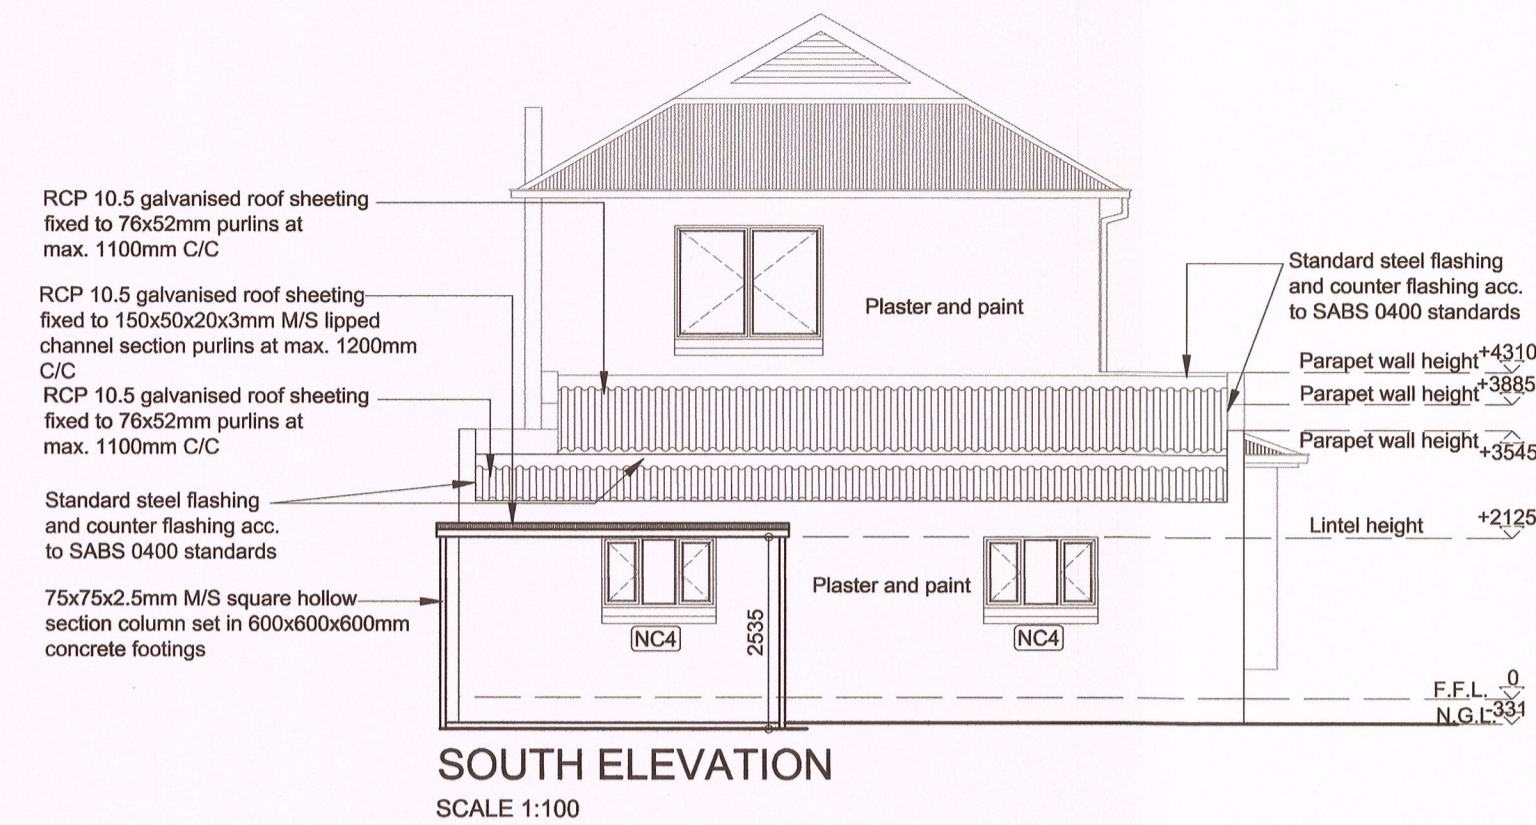 RCP 10.5 galvanised roof sheeting
fixed to 76x52mm purlins at
max. 1100mm C/C
RCP 10.5 galvanised roof sheeting
fixed to 150x50x20x3mm M/S lipped
channel section purlins at max. 1200mm
C/C
RCP 10.5 galvanised roof sheeting
fixed to 76x52mm purlins at
max. 1100mm C/C
Standard steel flashing
and counter flashing acc.
to SABS 0400 standards
75x75x2.5mm M/S square hollow
section column set in 600x600x600mm
concrete footings
Plaster and paint
Plaster and paint
NC4
2535
NC4
Standard steel flashing
and counter flashing acc.
to SABS 0400 standards
Parapet wall height +4310
Parapet wall height +3885
Parapet wall height +3545
Lintel height +2125
F.F.L. 0
N.G.L. -331
SOUTH ELEVATION
SCALE 1:100